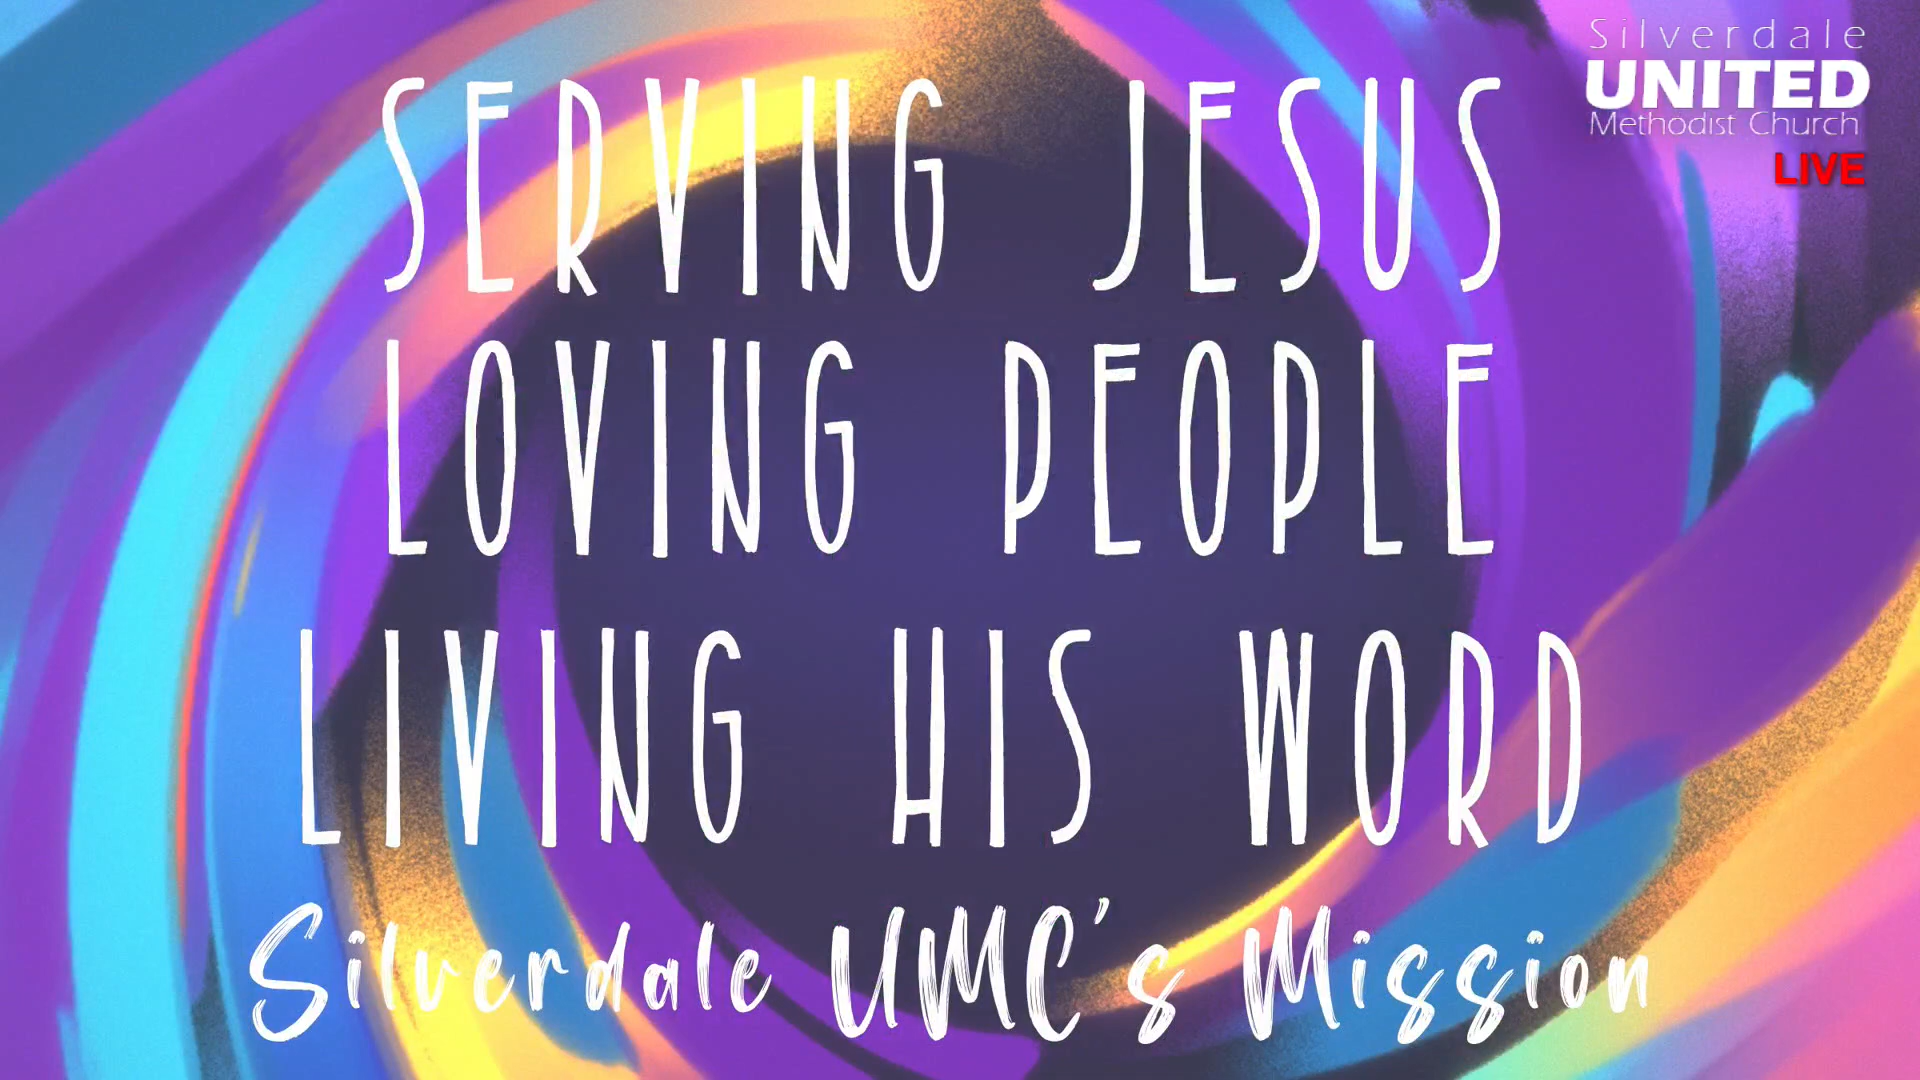 Silverdale
UNITED
Methodist Church
LIVE
SERVING JESUS
LOVING PEOPLE
LIVING HIS WORD
Silverdale UMC's Mission